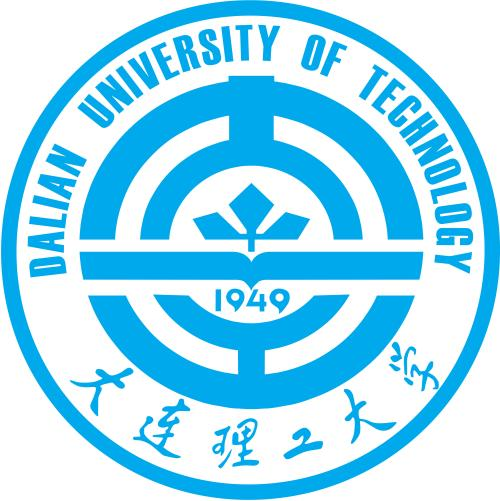 DALIAN UNIVERSITY OF TECHNOLOGY
1949
大连理工大学